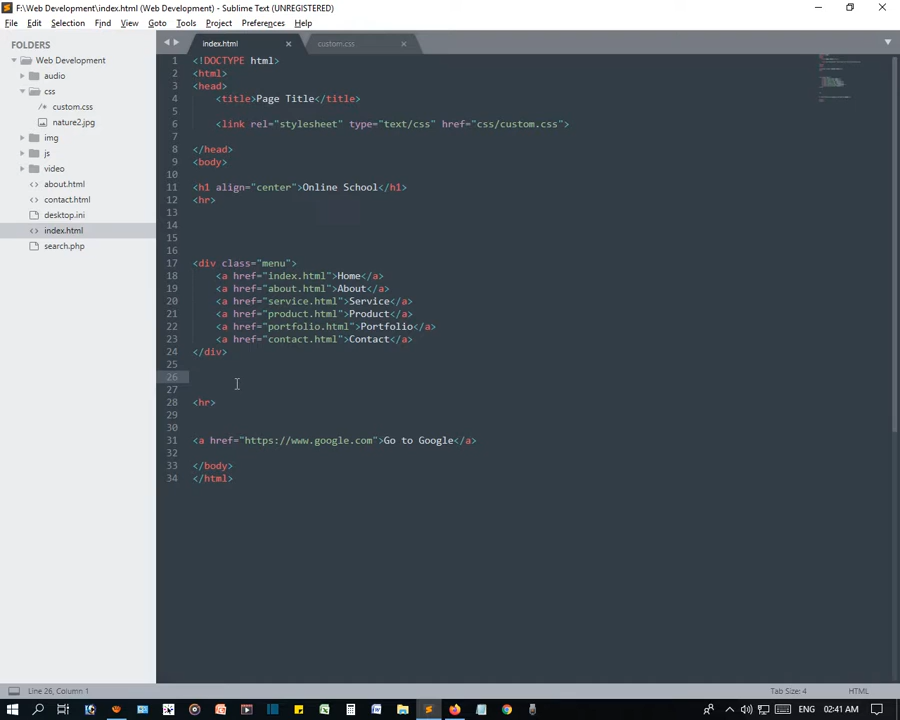 F:\Web Development\index.html (Web Development) - Sublime Text (UNREGISTERED)
File Edit Selection Find View Goto Tools Project Preferences Help
FOLDERS
Web Development
audio
css
custom.css
nature2.jpg
img
js
video
about.html
contact.html
desktop.ini
index.html
search.php
index.html custom.css
1 <!DOCTYPE html>
2 <html>
3 <head>
4 <title>Page Title</title>
5
6 <link rel="stylesheet" type="text/css" href="css/custom.css">
7
8 </head>
9 <body>
10
11 <h1 align="center">Online School</h1>
12 <hr>
13
14
15
16
17 <div class="menu">
18 <a href="index.html">Home</a>
19 <a href="about.html">About</a>
20 <a href="service.html">Service</a>
21 <a href="product.html">Product</a>
22 <a href="portfolio.html">Portfolio</a>
23 <a href="contact.html">Contact</a>
24 </div>
25
26
27
28 <hr>
29
30
31 <a href="https://www.google.com">Go to Google</a>
32
33 </body>
34 </html>
Line 26, Column 1
Tab Size: 4
HTML
ENG
02:41 AM